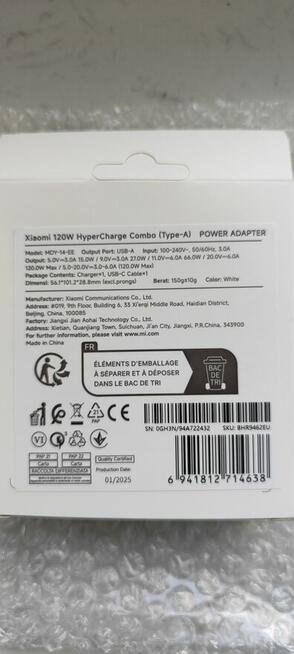 Xiaomi 120W HyperCharge Combo (Type-A) POWER ADAPTER
Model: MDY-14-EE Output Port: USB-A Input: 100-240V~, 50/60Hz, 3.0A
Output: 5.0V⎓3.0A 15.0W / 9.0V⎓3.0A 27.0W / 11.0V⎓6.0A 66.0W / 20.0V⎓6.0A
120.0W Max / 5.0-20.0V⎓3.0-6.0A (120.0W Max)
Package Contents: Charger×1, USB-C Cable×1
Dimensi: 56.1*101.2*28.8mm (excl.prongs) Berat: 150g±10g Color: White
Manufacturer: Xiaomi Communications Co., Ltd.
Address: #019, 9th Floor, Building 6, 33 Xi'erqi Middle Road, Haidian District,
Beijing, China, 100085
Factory: Jiangxi Jian Aohai Technology Co., Ltd.
Address: Xitian, Quanjiang Town, Suichuan, Ji'an City, Jiangxi, P.R.China, 343900
For further information, please visit www.mi.com
Made in China
FR
ÉLÉMENTS D'EMBALLAGE
À SÉPARER ET À DÉPOSER
DANS LE BAC DE TRI
BAC
DE
TRI
21
PAP
CE
VI
SN: 0GH3N/94A722432 SKU: BHR9462EU
PAP 21 PAP 22
Carta Carta
RACCOLTA DIFFERENZIATA
Quality Certified
Production Date:
01/2025
6 941812 714638